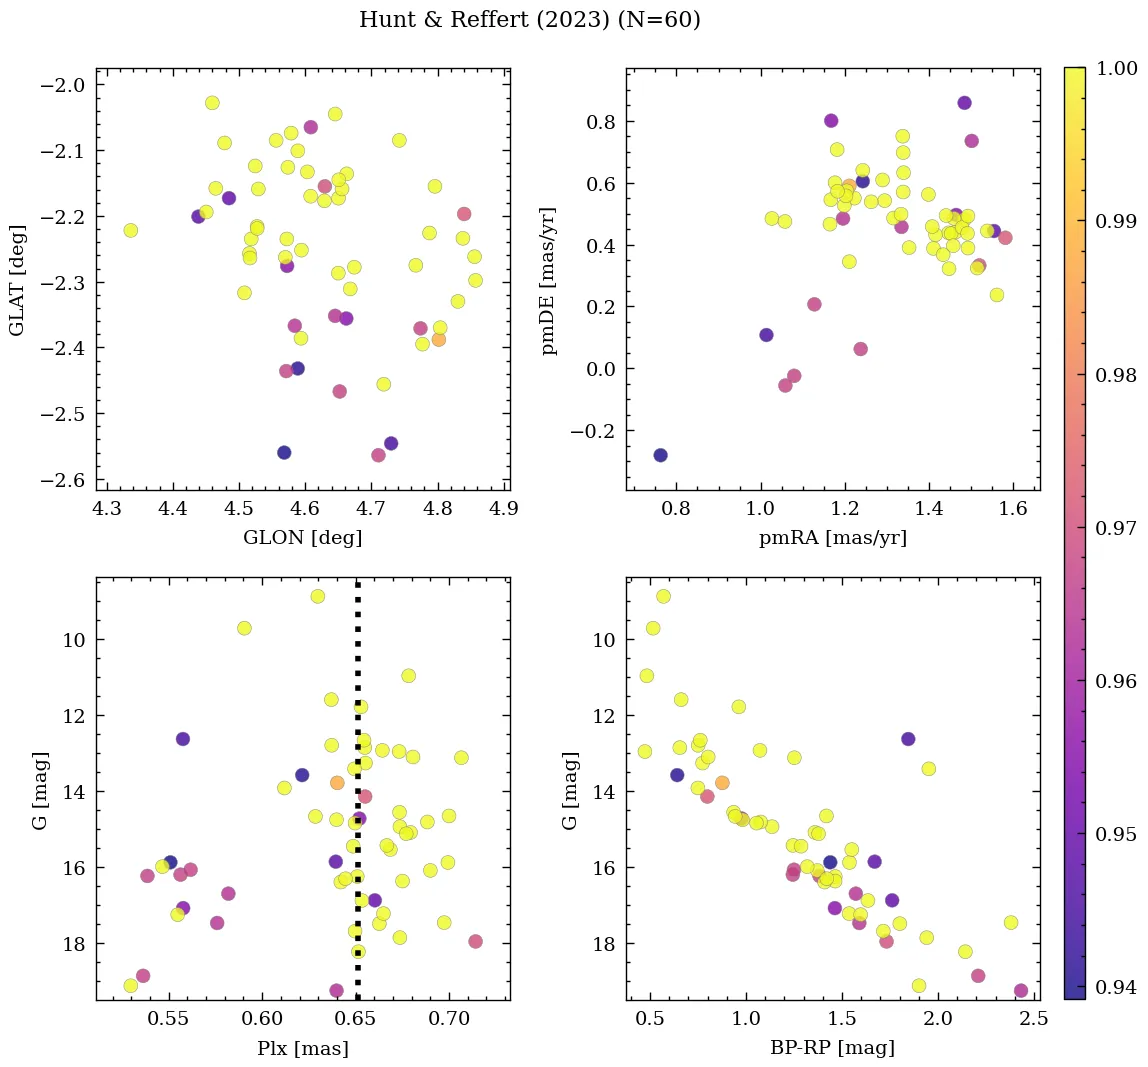 Hunt & Reffert (2023) (N=60)
−2.0
−2.1
−2.2
−2.3
−2.4
−2.5
−2.6
GLAT [deg]
4.3 4.4 4.5 4.6 4.7 4.8 4.9
GLON [deg]
0.8
0.6
0.4
0.2
0.0
−0.2
pmDE [mas/yr]
0.8 1.0 1.2 1.4 1.6
pmRA [mas/yr]
10
12
14
16
18
G [mag]
0.55 0.60 0.65 0.70
Plx [mas]
10
12
14
16
18
G [mag]
0.5 1.0 1.5 2.0 2.5
BP-RP [mag]
1.00
0.99
0.98
0.97
0.96
0.95
0.94